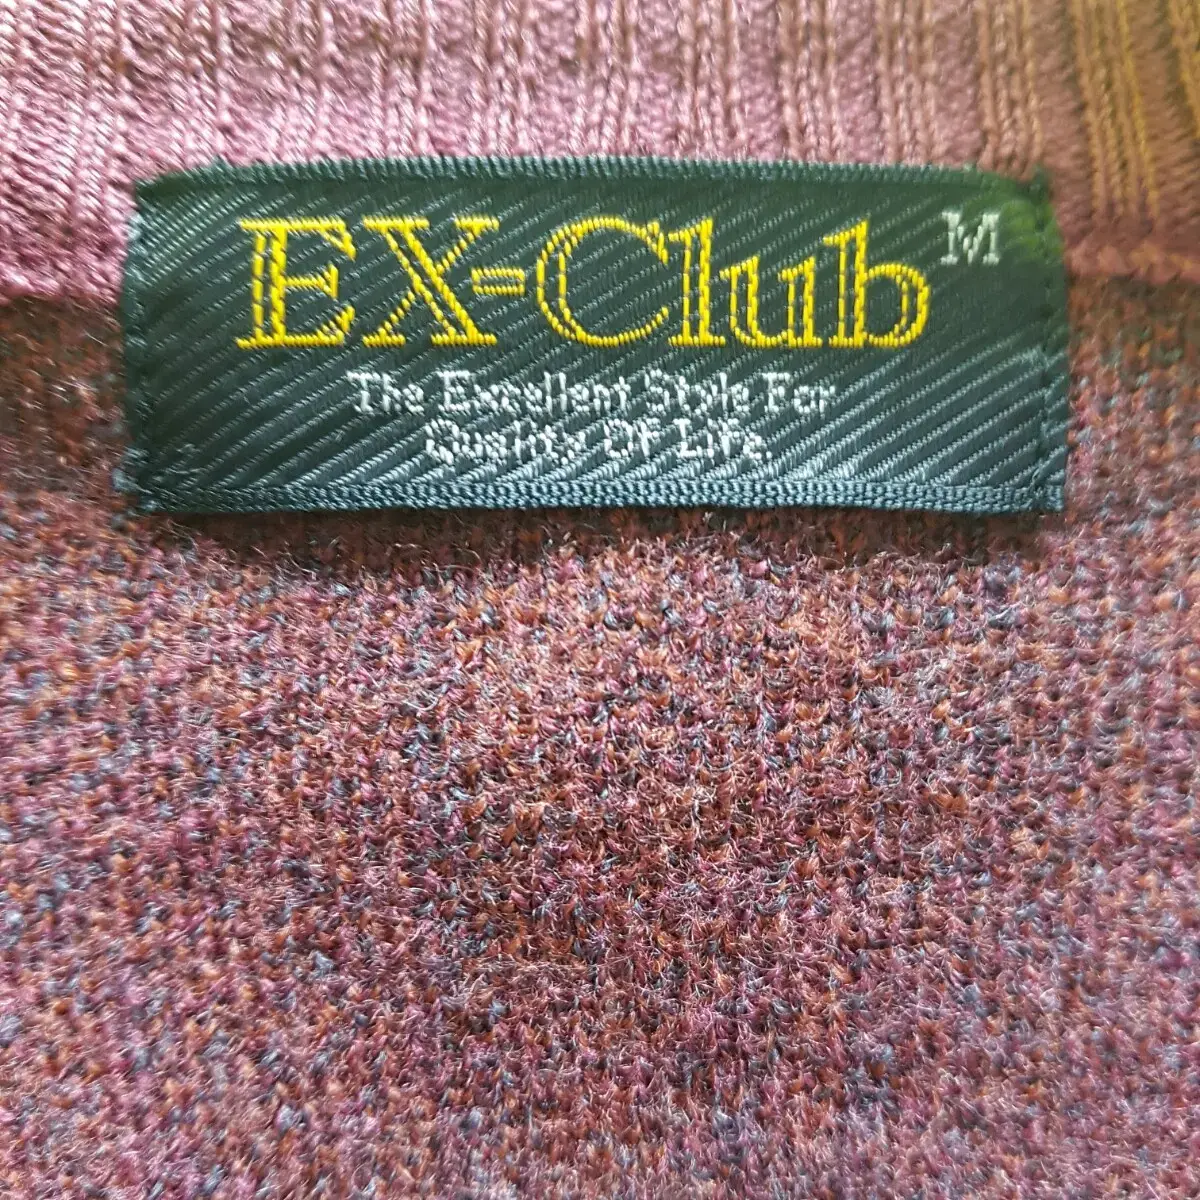 EX=Club M
The Excellent Style For
Quality Of Life.